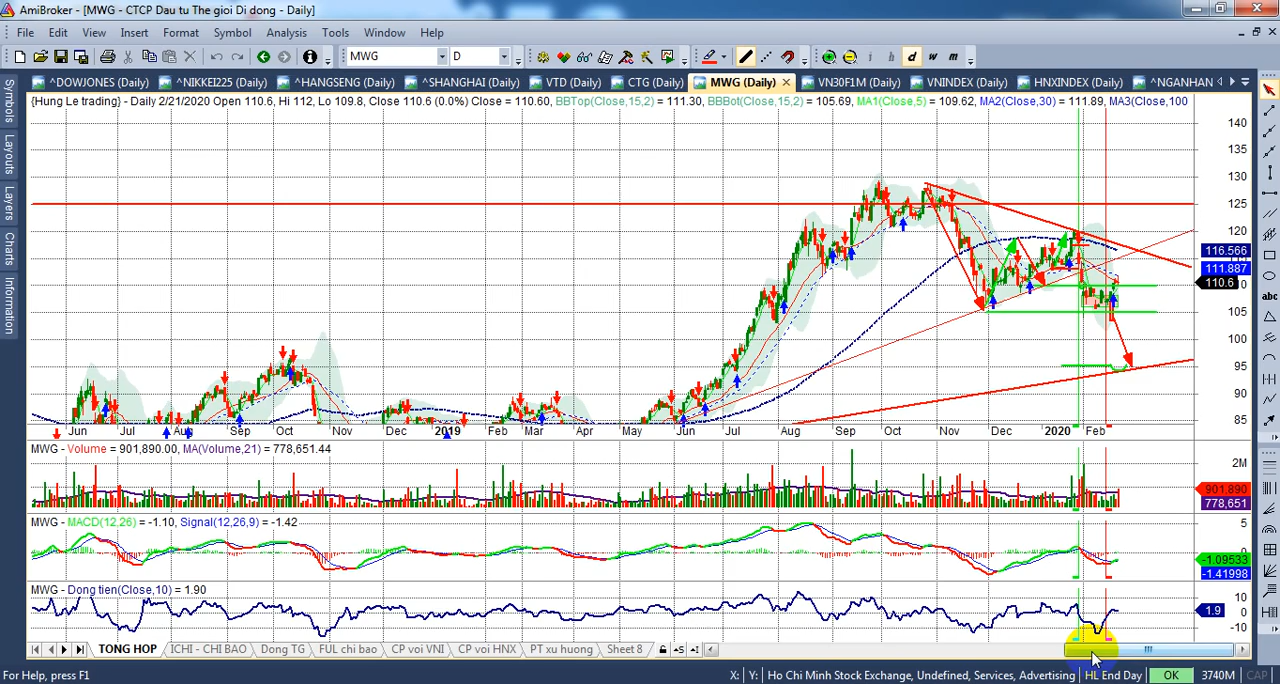 AmiBroker - [MWG - CTCP Dau tu The gioi Di dong - Daily]
File Edit View Insert Format Symbol Analysis Tools Window Help
MWG D i h d w m
^DOWJONES (Daily) ^NIKKEI225 (Daily) ^HANGSENG (Daily) ^SHANGHAI (Daily) VTD (Daily) CTG (Daily) MWG (Daily) VN30F1M (Daily) VNINDEX (Daily) HNXINDEX (Daily) ^NGANHAN
Symbols
Layouts
Layers
Charts
Information
{Hung Le trading} - Daily 2/21/2020 Open 110.6, Hi 112, Lo 109.8, Close 110.6 (0.0%) Close = 110.60, BBTop(Close,15,2) = 111.30, BBBot(Close,15,2) = 105.69, MA1(Close,5) = 109.62, MA2(Close,30) = 111.89, MA3(Close,100
140
135
130
125
120
116.566
111.887
110.6
105
100
95
90
85
abc
Jun Jul Aug Sep Oct Nov Dec 2019 Feb Mar Apr May Jun Jul Aug Sep Oct Nov Dec 2020 Feb
MWG - Volume = 901,890.00, MA(Volume,21) = 778,651.44
2M
901,890
778,651
MWG - MACD(12,26) = -1.10, Signal(12,26,9) = -1.42
5
0
-1.09533
-1.41998
MWG - Dong tien(Close,10) = 1.90
10
0
1.9
-10
TONG HOP ICHI - CHI BAO Dong TG FUL chi bao CP voi VNI CP voi HNX PT xu huong Sheet 8
For Help, press F1 X: Y: Ho Chi Minh Stock Exchange, Undefined, Services, Advertising HL End Day OK 3740M CAP